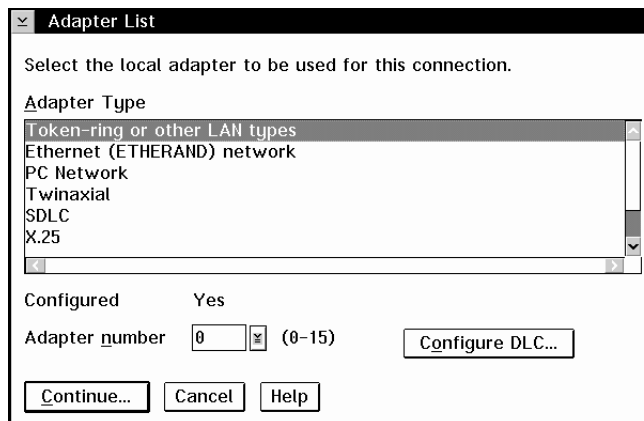 Adapter List
Select the local adapter to be used for this connection.
Adapter Type
Token-ring or other LAN types
Ethernet (ETHERAND) network
PC Network
Twinaxial
SDLC
X.25
Configured Yes
Adapter number 0 (0-15) Configure DLC...
Continue... Cancel Help